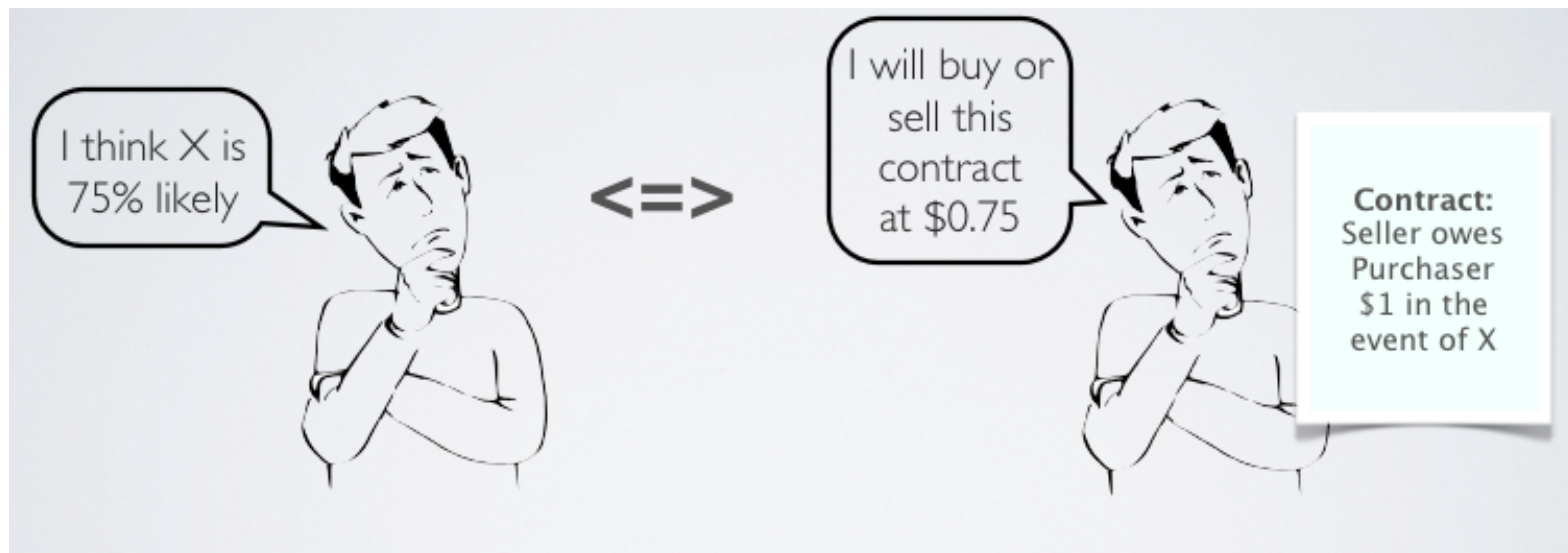 I think X is
75% likely
<=>
I will buy or
sell this
contract
at $0.75
Contract:
Seller owes
Purchaser
$1 in the
event of X